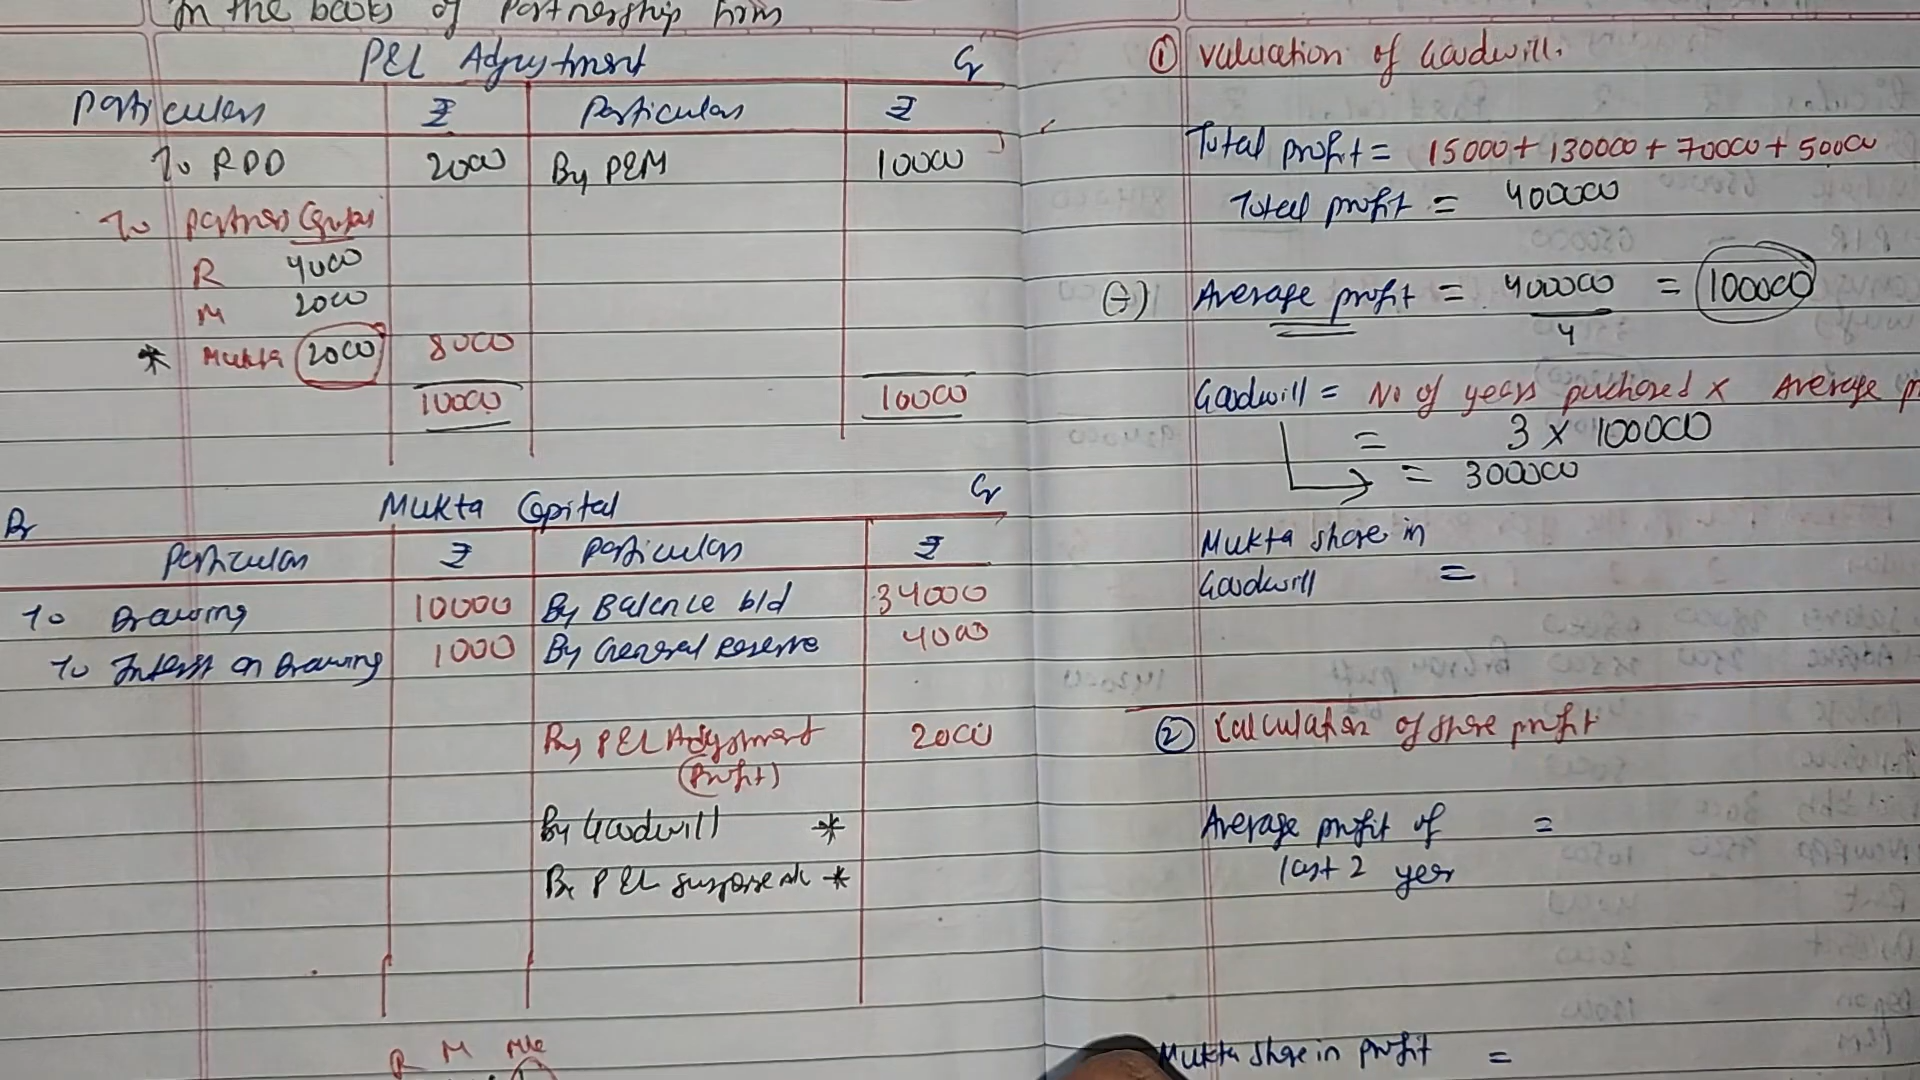 In the books of Partnership Firm
P&L Adjustment Cr
Particulars ₹ Particulars ₹
To RDD 2000 By P&M 10000
To Partners Capital
R 4000
M 2000
* Mukta 2000 8000
10000 10000
Mukta Capital Cr
Dr
Particulars ₹ Particulars ₹
To Drawing 10000 By Balance b/d 34000
To Interest on Drawing 1000 By General Reserve 4000
By P&L Adjustment 2000
(Profit)
By Goodwill *
By P&L suspense a/c *
R M
① Valuation of Goodwill.
Total profit = 15000 + 130000 + 70000 + 50000
Total profit = 400000
Average profit = 400000 = 100000
4
Goodwill = No of years purchased × Average
= 3 × 100000
= 300000
Mukta share in
Goodwill =
② Calculation of share profit
Average profit of =
last 2 year
Mukta share in profit =